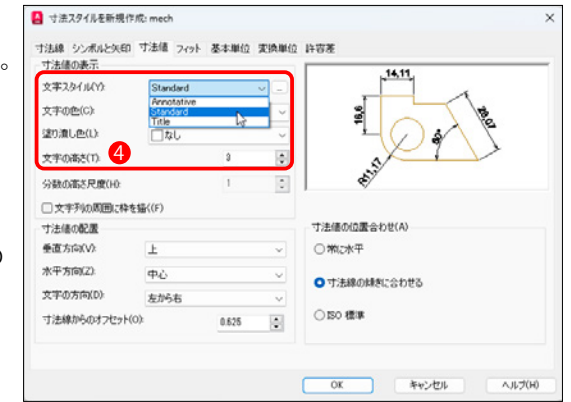 寸法スタイルを新規作成: mech
寸法線 シンボルと矢印 寸法値 フィット 基本単位 変換単位 許容差
。
寸法値の表示
文字スタイル(Y): Standard ...
Annotative
Standard
Title
文字の色(C):
塗り潰し色(L): なし
文字の高さ(T): 4 3
分数の高さ尺度(H): 1
文字列の周囲に枠を描く(F)
14,11
16,6
28,07
R11,17
寸法値の配置
垂直方向(V): 上
水平方向(Z): 中心
文字の方向(D): 左から右
寸法線からのオフセット(O): 0.625
寸法値の位置合わせ(A)
常に水平
寸法線の傾きに合わせる
ISO 標準
OK キャンセル ヘルプ(H)